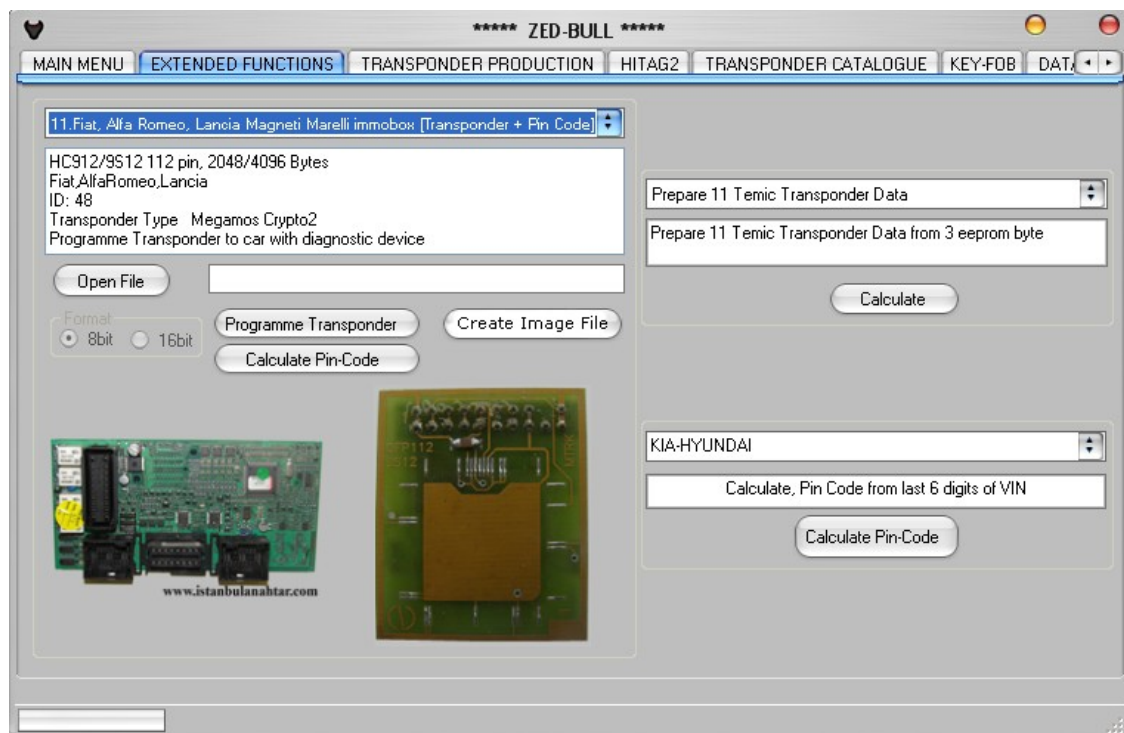 ***** ZED-BULL *****
MAIN MENU EXTENDED FUNCTIONS TRANSPONDER PRODUCTION HITAG2 TRANSPONDER CATALOGUE KEY-FOB DATA
11.Fiat, Alfa Romeo, Lancia Magneti Marelli immobox [Transponder + Pin Code]
HC912/9S12 112 pin, 2048/4096 Bytes
Fiat,AlfaRomeo,Lancia
ID: 48
Transponder Type Megamos Crypto2
Programme Transponder to car with diagnostic device
Open File
Format
8bit 16bit
Programme Transponder
Create Image File
Calculate Pin-Code
112
MTRK
www.istanbulanahtar.com
Prepare 11 Temic Transponder Data
Prepare 11 Temic Transponder Data from 3 eeprom byte
Calculate
KIA-HYUNDAI
Calculate, Pin Code from last 6 digits of VIN
Calculate Pin-Code